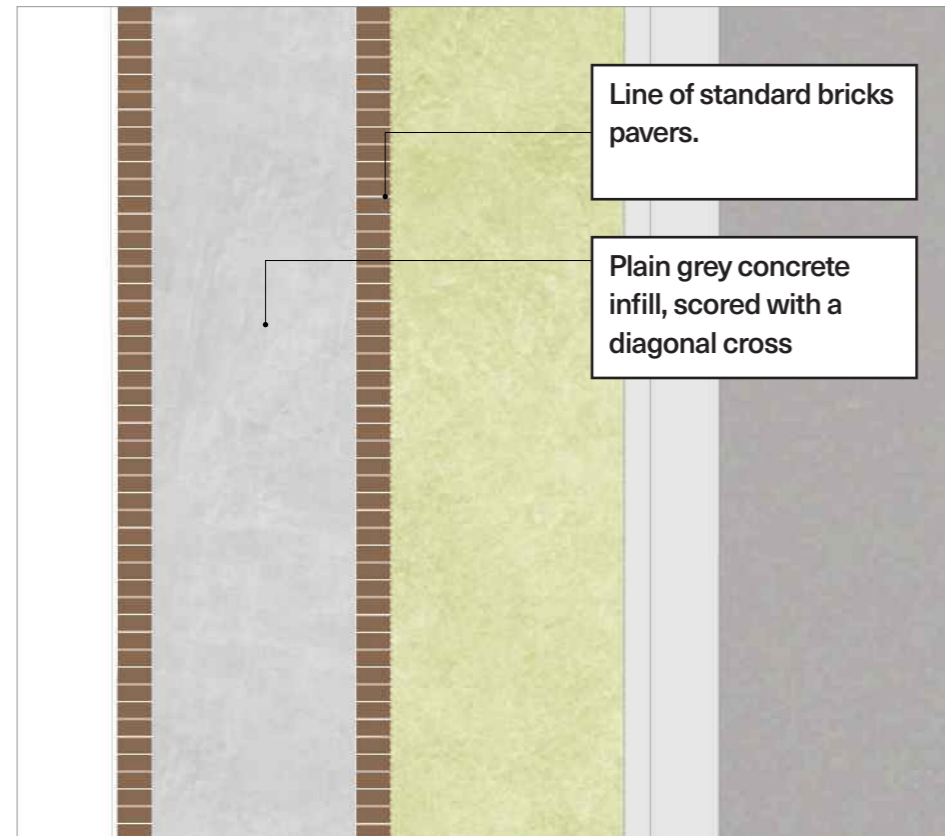 Line of standard bricks
pavers.
Plain grey concrete
infill, scored with a
diagonal cross